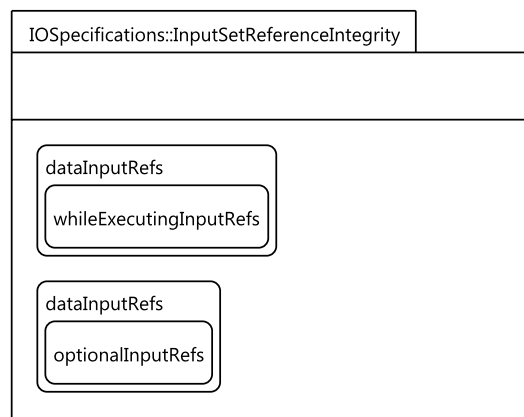 IOSpecifications::InputSetReferenceIntegrity
dataInputRefs
whileExecutingInputRefs
dataInputRefs
optionalInputRefs